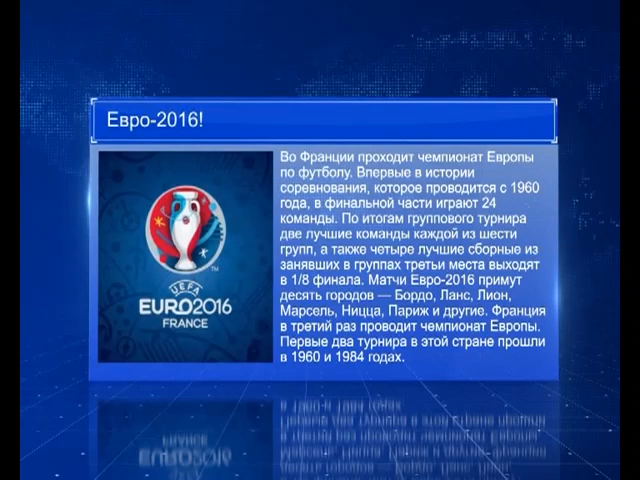 Евро-2016!
Во Франции проходит чемпионат Европы
по футболу. Впервые в истории
соревнования, которое проводится с 1960
года, в финальной части играют 24
команды. По итогам группового турнира
две лучшие команды каждой из шести
групп, а также четыре лучшие сборные из
занявших в группах третьи места выходят
в 1/8 финала. Матчи Евро-2016 примут
десять городов — Бордо, Ланс, Лион,
Марсель, Ницца, Париж и другие. Франция
в третий раз проводит чемпионат Европы.
Первые два турнира в этой стране прошли
в 1960 и 1984 годах.
TM
UEFA
EURO2016
FRANCE